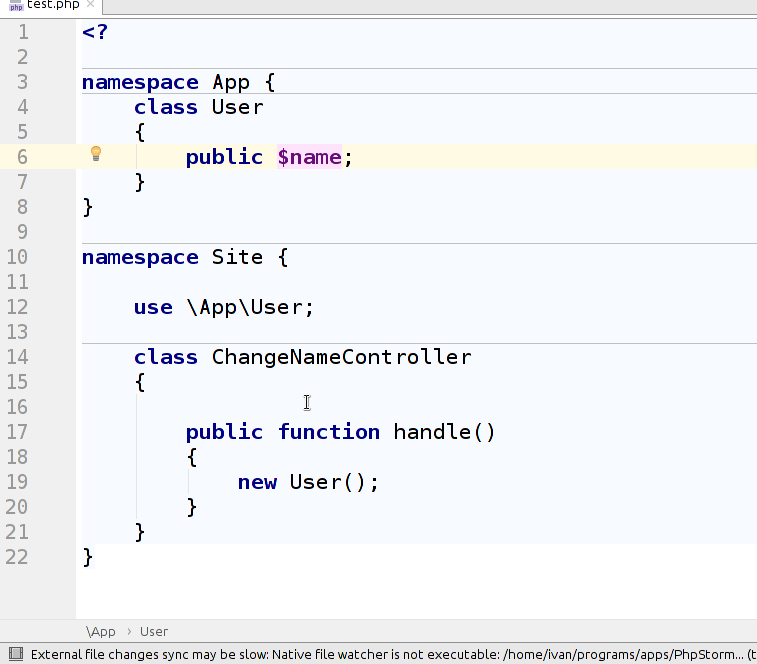 php test.php ×
1 <?
2
3 namespace App {
4     class User
5     {
6         public $name;
7     }
8 }
9
10 namespace Site {
11
12     use \App\User;
13
14     class ChangeNameController
15     {
16
17         public function handle()
18         {
19             new User();
20         }
21     }
22 }
\App › User
External file changes sync may be slow: Native file watcher is not executable: /home/ivan/programs/apps/PhpStorm... (t